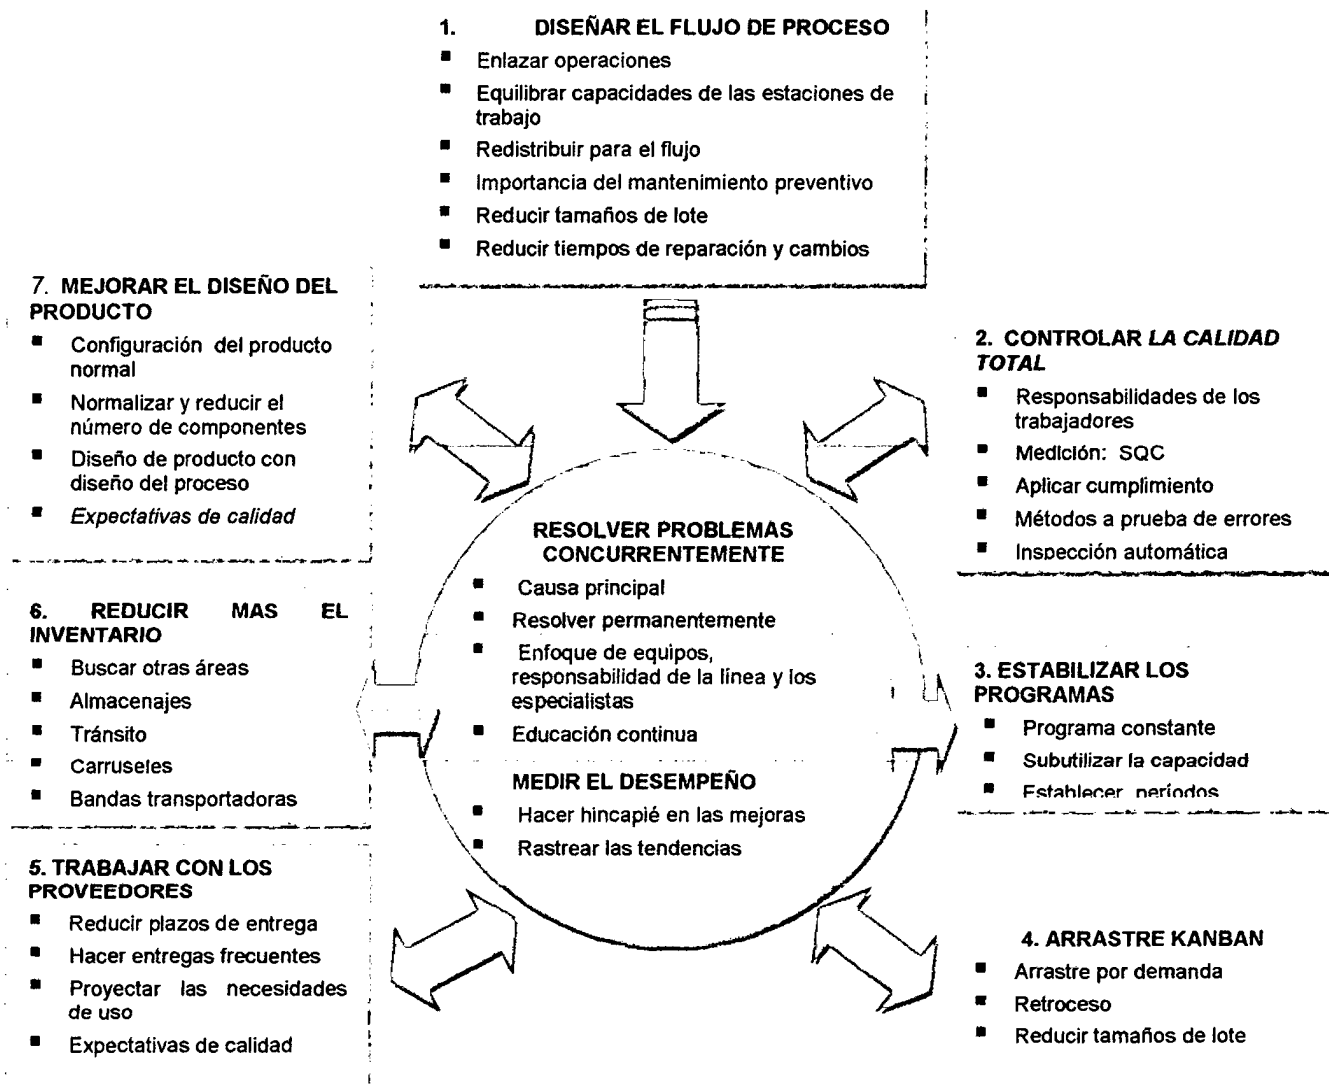 1. DISEÑAR EL FLUJO DE PROCESO
▪ Enlazar operaciones
▪ Equilibrar capacidades de las estaciones de
trabajo
▪ Redistribuir para el flujo
▪ Importancia del mantenimiento preventivo
▪ Reducir tamaños de lote
▪ Reducir tiempos de reparación y cambios
7. MEJORAR EL DISEÑO DEL
PRODUCTO
▪ Configuración del producto
normal
▪ Normalizar y reducir el
número de componentes
▪ Diseño de producto con
diseño del proceso
▪ Expectativas de calidad
2. CONTROLAR LA CALIDAD
TOTAL
▪ Responsabilidades de los
trabajadores
▪ Medición: SQC
▪ Aplicar cumplimiento
▪ Métodos a prueba de errores
▪ Inspección automática
RESOLVER PROBLEMAS
CONCURRENTEMENTE
▪ Causa principal
▪ Resolver permanentemente
▪ Enfoque de equipos,
responsabilidad de la línea y los
especialistas
▪ Educación continua
MEDIR EL DESEMPEÑO
▪ Hacer hincapié en las mejoras
▪ Rastrear las tendencias
6. REDUCIR MAS EL
INVENTARIO
▪ Buscar otras áreas
▪ Almacenajes
▪ Tránsito
▪ Carruseles
▪ Bandas transportadoras
3. ESTABILIZAR LOS
PROGRAMAS
▪ Programa constante
▪ Subutilizar la capacidad
▪ Establecer períodos
5. TRABAJAR CON LOS
PROVEEDORES
▪ Reducir plazos de entrega
▪ Hacer entregas frecuentes
▪ Proyectar las necesidades
de uso
▪ Expectativas de calidad
4. ARRASTRE KANBAN
▪ Arrastre por demanda
▪ Retroceso
▪ Reducir tamaños de lote